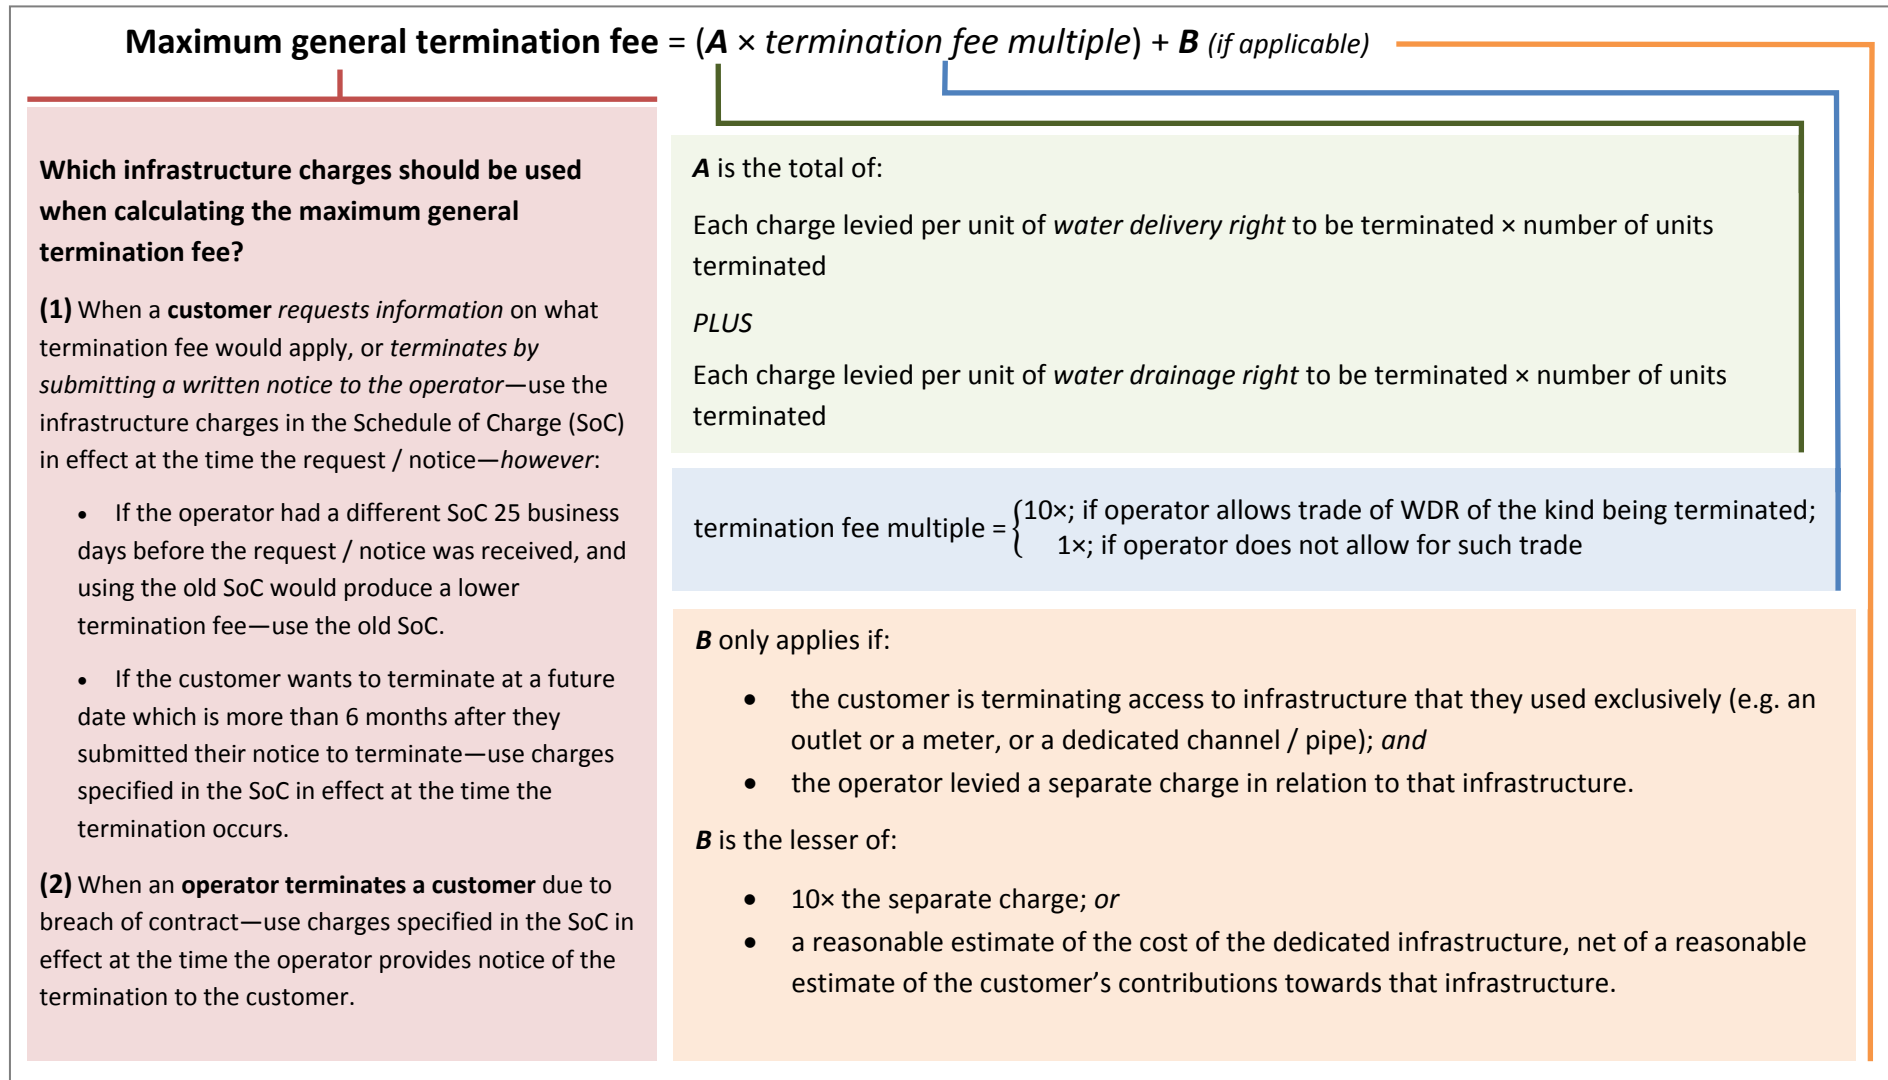 Maximum general termination fee = (A × termination fee multiple) + B (if applicable)
Which infrastructure charges should be used
when calculating the maximum general
termination fee?
(1) When a customer requests information on what
termination fee would apply, or terminates by
submitting a written notice to the operator—use the
infrastructure charges in the Schedule of Charge (SoC)
in effect at the time the request / notice—however:
• If the operator had a different SoC 25 business
days before the request / notice was received, and
using the old SoC would produce a lower
termination fee—use the old SoC.
• If the customer wants to terminate at a future
date which is more than 6 months after they
submitted their notice to terminate—use charges
specified in the SoC in effect at the time the
termination occurs.
(2) When an operator terminates a customer due to
breach of contract—use charges specified in the SoC in
effect at the time the operator provides notice of the
termination to the customer.
A is the total of:
Each charge levied per unit of water delivery right to be terminated × number of units
terminated
PLUS
Each charge levied per unit of water drainage right to be terminated × number of units
terminated
termination fee multiple = {10×; if operator allows trade of WDR of the kind being terminated;
1×; if operator does not allow for such trade
B only applies if:
• the customer is terminating access to infrastructure that they used exclusively (e.g. an
outlet or a meter, or a dedicated channel / pipe); and
• the operator levied a separate charge in relation to that infrastructure.
B is the lesser of:
• 10× the separate charge; or
• a reasonable estimate of the cost of the dedicated infrastructure, net of a reasonable
estimate of the customer’s contributions towards that infrastructure.